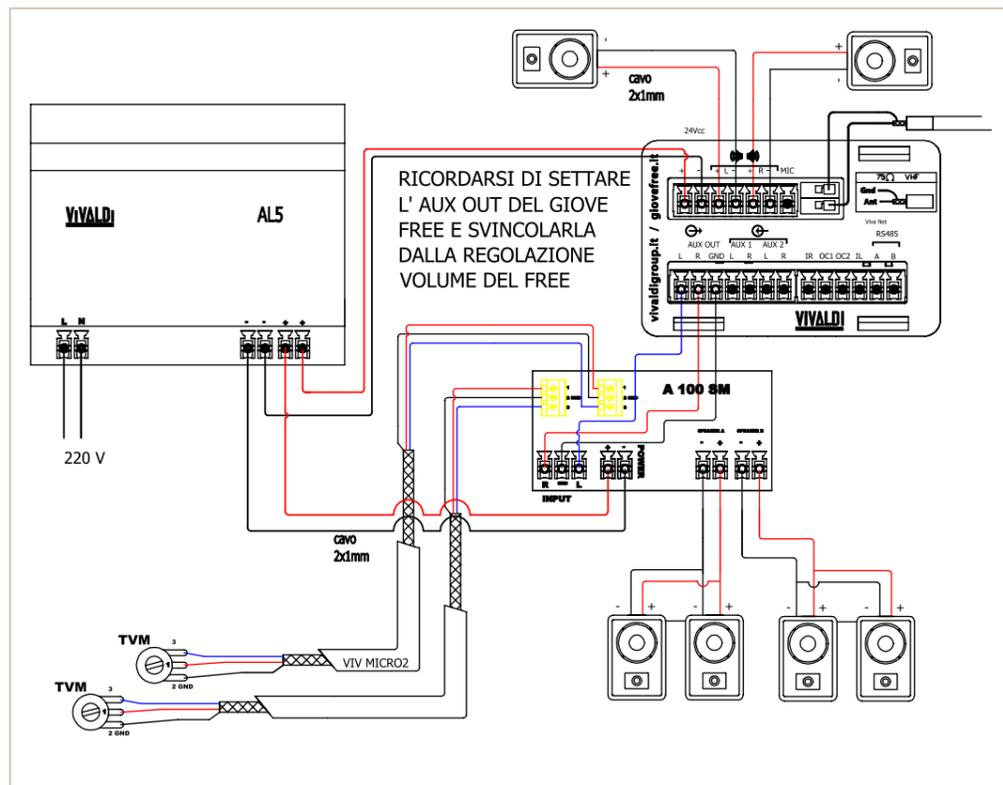 cavo
2x1mm
24Vcc
+ - + L - + R - MIC
75Ω VHF
Gnd
Ant
Viva Net
RS485
AUX OUT AUX 1 AUX 2
L R GND L R L R IR OC1 OC2 IL A B
VIVALDI
vivaldigroup.it / giovefree.it
VIVALDI
AL5
RICORDARSI DI SETTARE
L' AUX OUT DEL GIOVE
FREE E SVINCOLARLA
DALLA REGOLAZIONE
VOLUME DEL FREE
L N
- - + +
220 V
A 100 SM
SPEAKER A SPEAKER B
- + - +
+ -
POWER
R L
INPUT
cavo
2x1mm
- + - + - + - +
TVM
3
1
2 GND
VIV MICRO2
TVM
3
1
2 GND